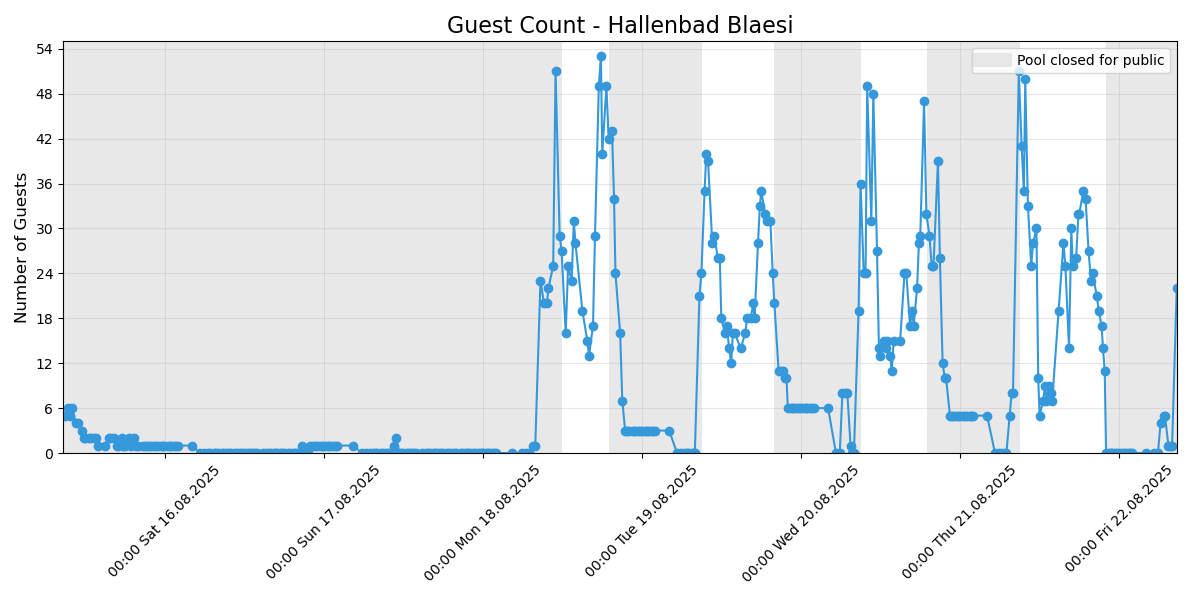 Guest Count - Hallenbad Blaesi
Pool closed for public
Number of Guests
54
48
42
36
30
24
18
12
6
0
00:00 Sat 16.08.2025
00:00 Sun 17.08.2025
00:00 Mon 18.08.2025
00:00 Tue 19.08.2025
00:00 Wed 20.08.2025
00:00 Thu 21.08.2025
00:00 Fri 22.08.2025